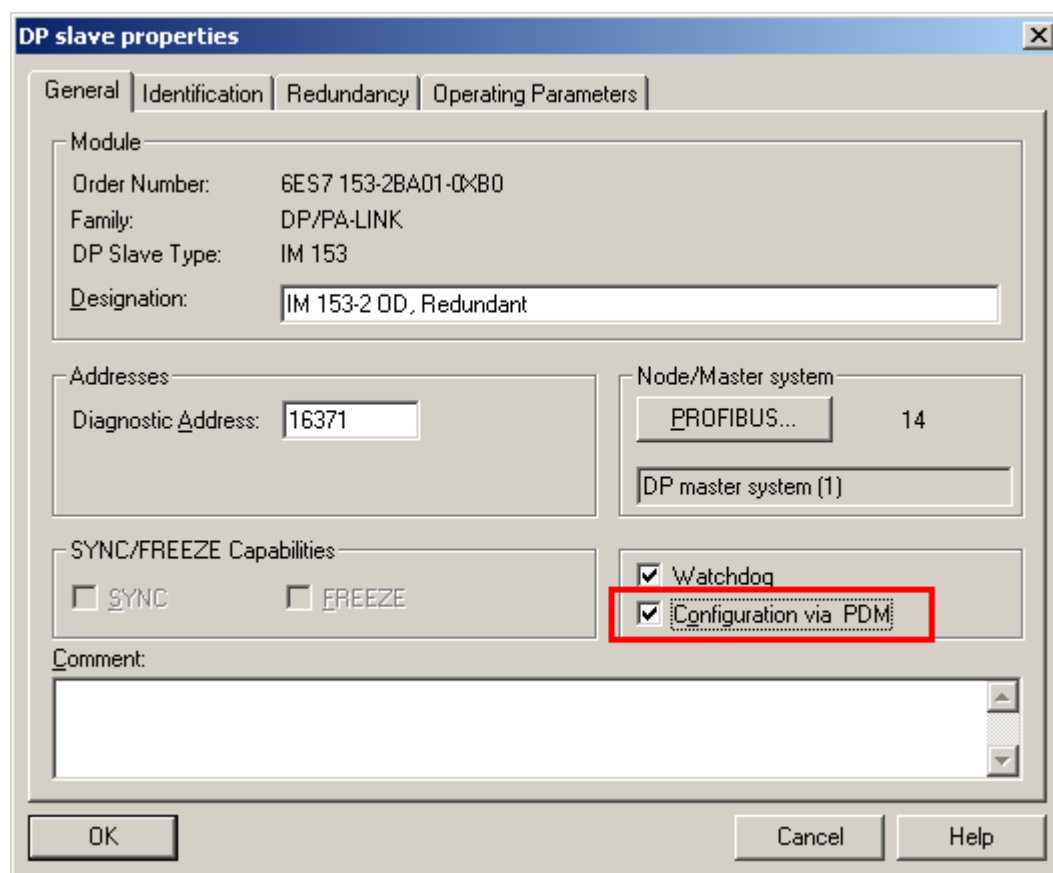 DP slave properties
General Identification Redundancy Operating Parameters
Module
Order Number: 6ES7 153-2BA01-0XB0
Family: DP/PA-LINK
DP Slave Type: IM 153
Designation: IM 153-2 OD, Redundant
Addresses
Diagnostic Address: 16371
Node/Master system
PROFIBUS... 14
DP master system (1)
SYNC/FREEZE Capabilities
SYNC FREEZE
Watchdog
Configuration via PDM
Comment:
OK Cancel Help